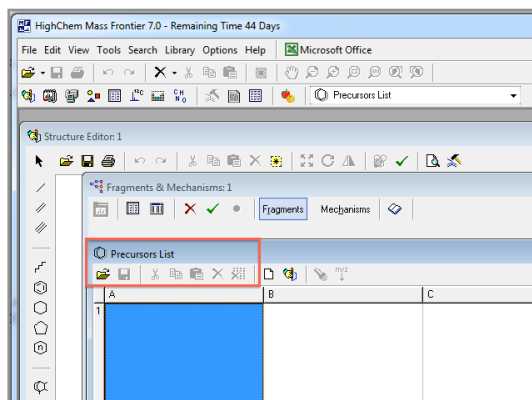 HighChem Mass Frontier 7.0 - Remaining Time 44 Days
File Edit View Tools Search Library Options Help Microsoft Office
Precursors List
Structure Editor: 1
Fragments & Mechanisms: 1
Fragments Mechanisms
Precursors List
m/z
A B C
1